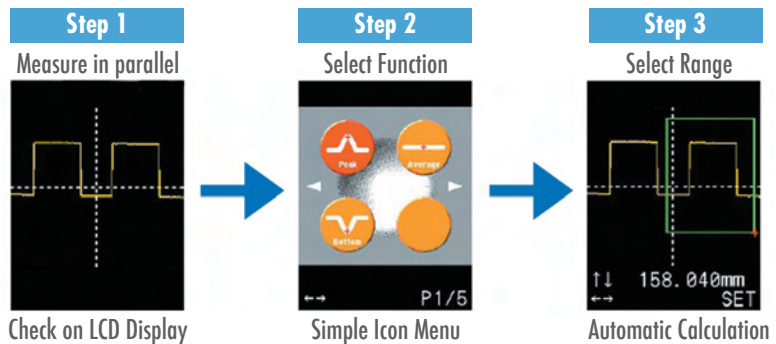 Step 1
Measure in parallel
Check on LCD Display
Step 2
Select Function
Peak
Average
Bottom
←→ P1/5
Simple Icon Menu
Step 3
Select Range
↑↓ 158.040mm
←→ SET
Automatic Calculation